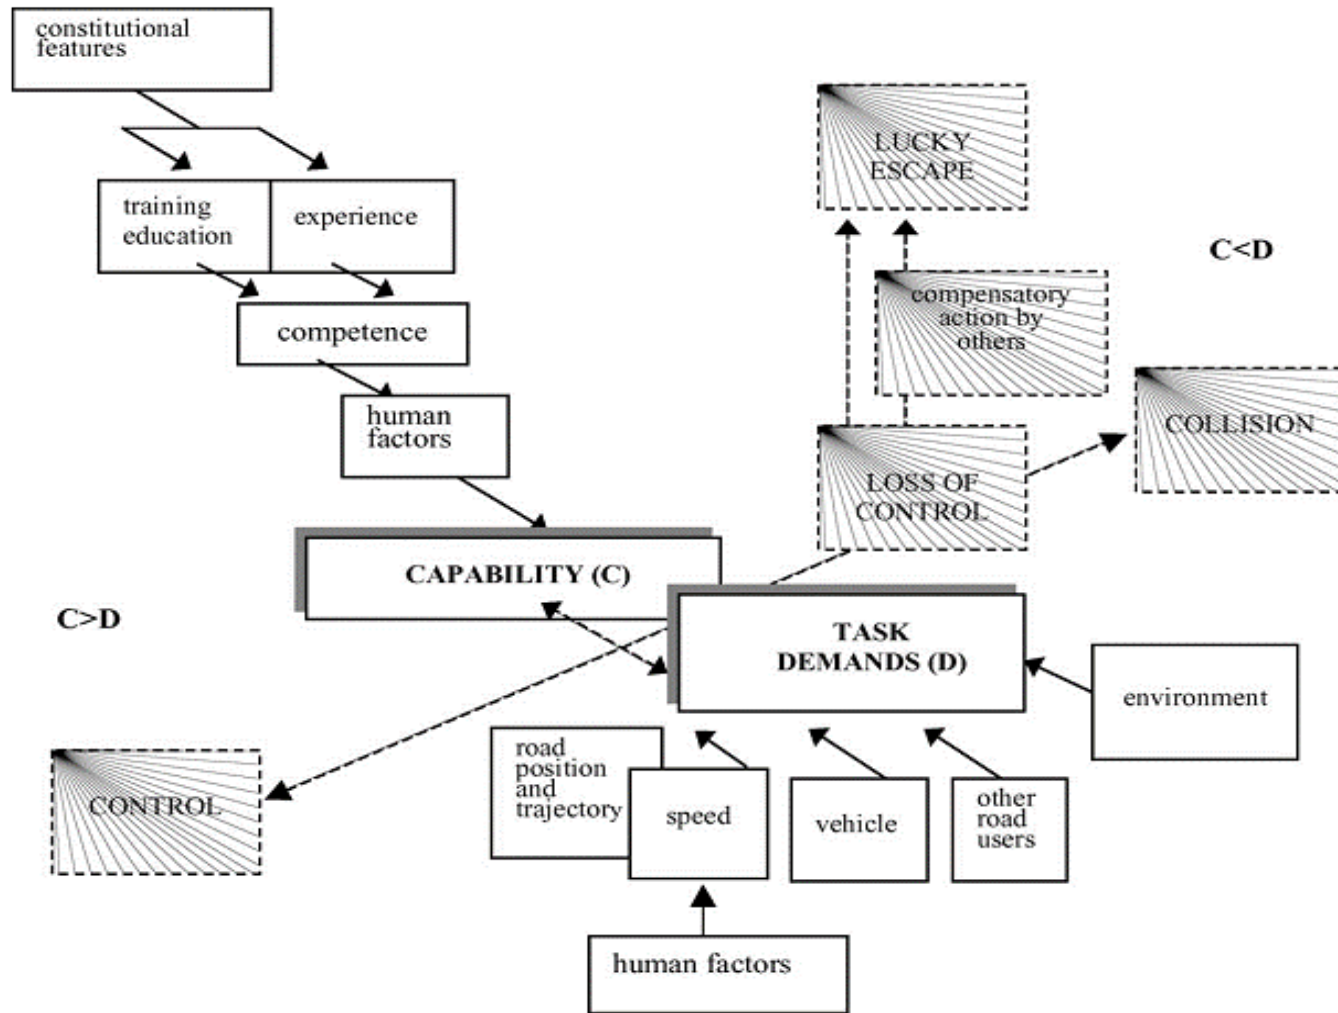 constitutional
features
training
education
experience
competence
human
factors
CAPABILITY (C)
C>D
LUCKY
ESCAPE
C<D
compensatory
action by
others
COLLISION
LOSS OF
CONTROL
TASK
DEMANDS (D)
environment
CONTROL
road
position
and
trajectory
speed
vehicle
other
road
users
human factors